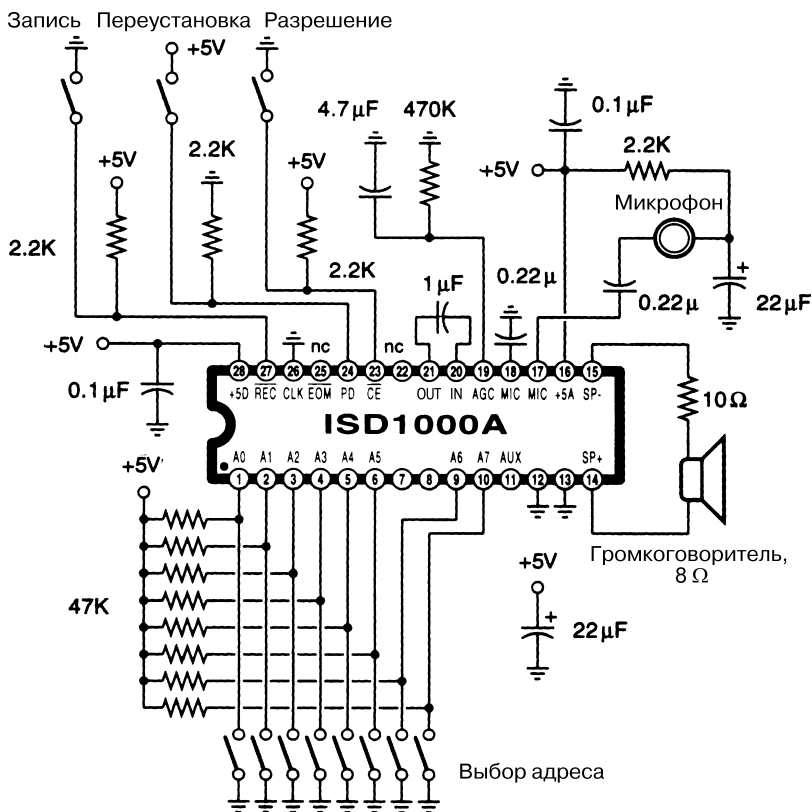 Запись Переустановка Разрешение
+5V
4.7µF 470K
0.1µF
2.2K
+5V
2.2K
+5V
+5V
Микрофон
2.2K
2.2K
1µF
0.22µ
0.22µ
+
22µF
+5V
nc
nc
0.1µF
28 27 26 25 24 23 22 21 20 19 18 17 16 15
+5D REC CLK EOM PD CE OUT IN AGC MIC MIC +5A SP-
10Ω
ISD1000A
A0 A1 A2 A3 A4 A5 A6 A7 AUX SP+
1 2 3 4 5 6 7 8 9 10 11 12 13 14
+5V
Громкоговоритель,
8 Ω
+5V
47K
+
22µF
Выбор адреса